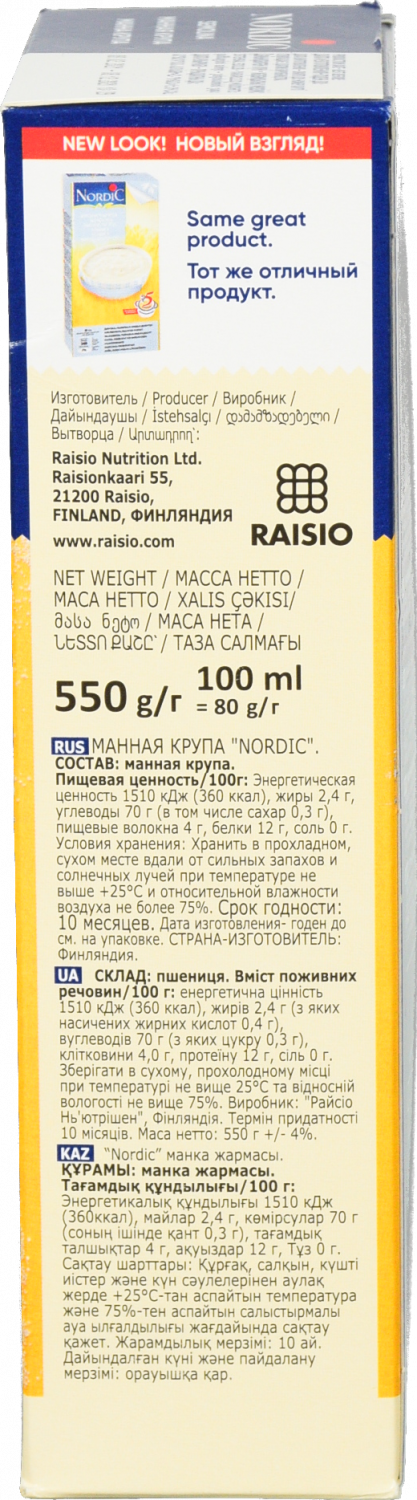 NORDIC
NEW LOOK! НОВЫЙ ВЗГЛЯД!
NORDIC
Same great
product.
Тот же отличный
продукт.
Изготовитель / Producer / Виробник /
Дайындаушы / İstehsalçı / დამამზადებელი /
Вытворца / Արտադրող՝:
Raisio Nutrition Ltd.
Raisionkaari 55,
21200 Raisio,
FINLAND, ФИНЛЯНДИЯ
www.raisio.com
RAISIO
NET WEIGHT / МАССА НЕТТО /
МАСА НЕТТО / XALIS ÇƏKISI/
მასა ნეტო / МАСА НЕТА /
ՆԵՏՏՈ ՔԱՇԸ՝ / ТАЗА САЛМАҒЫ
550 g/г 100 ml
= 80 g/г
RUS МАННАЯ КРУПА "NORDIC".
СОСТАВ: манная крупа.
Пищевая ценность/100г: Энергетическая
ценность 1510 кДж (360 ккал), жиры 2,4 г,
углеводы 70 г (в том числе сахар 0,3 г),
пищевые волокна 4 г, белки 12 г, соль 0 г.
Условия хранения: Хранить в прохладном,
сухом месте вдали от сильных запахов и
солнечных лучей при температуре не
выше +25°C и относительной влажности
воздуха не более 75%. Срок годности:
10 месяцев. Дата изготовления- годен до
см. на упаковке. СТРАНА-ИЗГОТОВИТЕЛЬ:
Финляндия.
UA СКЛАД: пшениця. Вміст поживних
речовин/100 г: енергетична цінність
1510 кДж (360 ккал), жирів 2,4 г (з яких
насичених жирних кислот 0,4 г),
вуглеводів 70 г (з яких цукру 0,3 г),
клітковини 4,0 г, протеїну 12 г, сіль 0 г.
Зберігати в сухому, прохолодному місці
при температурі не вище 25°C та відносній
вологості не вище 75%. Виробник: "Райсіо
Нь'ютрішен", Фінляндія. Термін придатності
10 місяців. Маса нетто: 550 г +/- 4%.
KAZ "Nordic" манка жармасы.
ҚҰРАМЫ: манка жармасы.
Тағамдық құндылығы/100 г:
Энергетикалық құндылығы 1510 кДж
(360ккал), майлар 2,4 г, көмірсулар 70 г
(соның ішінде қант 0,3 г), тағамдық
талшықтар 4 г, ақуыздар 12 г, Тұз 0 г.
Сақтау шарттары: Құрғақ, салқын, күшті
иістер және күн сәулелерінен аулақ
жерде +25°C-тан аспайтын температура
және 75%-тен аспайтын салыстырмалы
ауа ылғалдылығы жағдайында сақтау
қажет. Жарамдылық мерзімі: 10 ай.
Дайындалған күні және пайдалану
мерзімі: орауышқа қар.